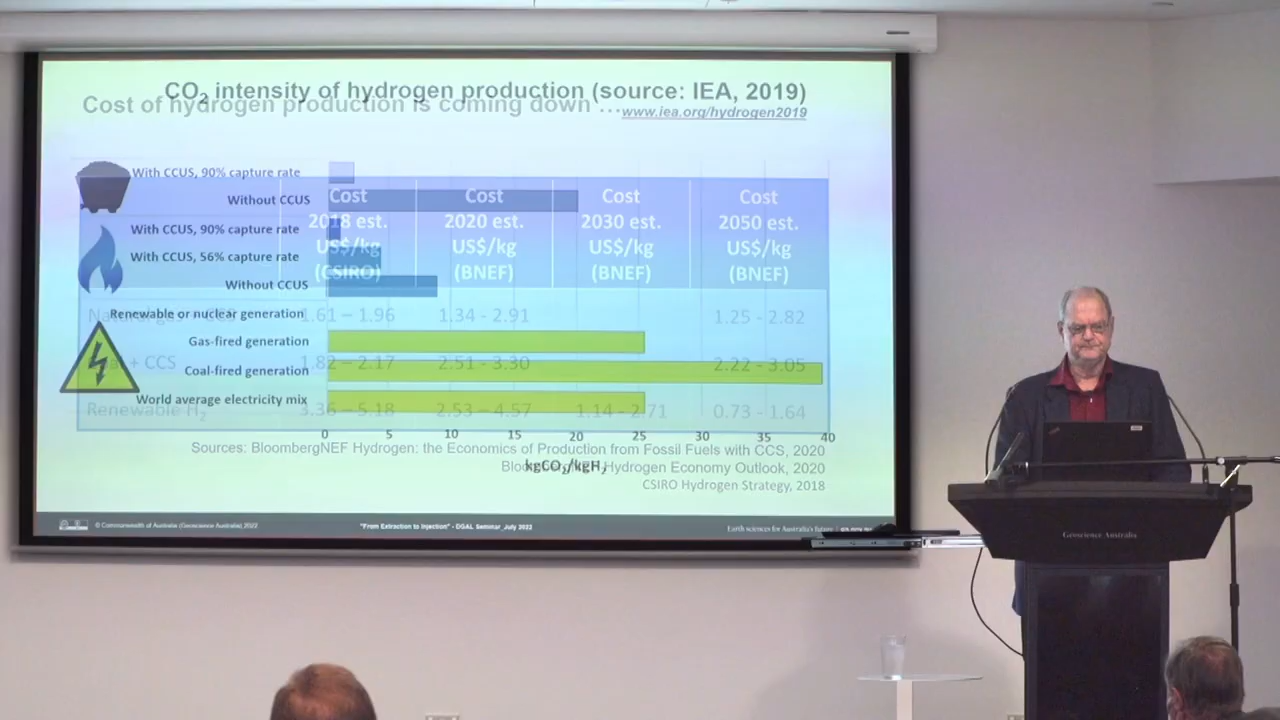 CO₂ intensity of hydrogen production (source: IEA, 2019)
Cost of hydrogen production is coming down ...
www.iea.org/hydrogen2019
With CCUS, 90% capture rate
Without CCUS
With CCUS, 90% capture rate
With CCUS, 56% capture rate
Without CCUS
Renewable or nuclear generation
Gas-fired generation
Coal-fired generation
World average electricity mix
Cost 2018 est. US$/kg (CSIRO)
Cost 2020 est. US$/kg (BNEF)
Cost 2030 est. US$/kg (BNEF)
Cost 2050 est. US$/kg (BNEF)
1.61 – 1.96 1.34 - 2.91 1.25 - 2.82
+ CCS 1.82 – 2.17 2.51 - 3.30 2.22 - 3.05
Renewable H₂ 3.36 – 5.18 2.53 – 4.57 1.14 - 2.71 0.73 - 1.64
0 5 10 15 20 25 30 35 40
kgCO₂/kgH₂
Sources: BloombergNEF Hydrogen: the Economics of Production from Fossil Fuels with CCS, 2020
Hydrogen Economy Outlook, 2020
CSIRO Hydrogen Strategy, 2018
© Commonwealth of Australia (Geoscience Australia) 2022
"From Extraction to Injection" - DGAL Seminar July 2022
Earth sciences for Australia's future
Geoscience Australia